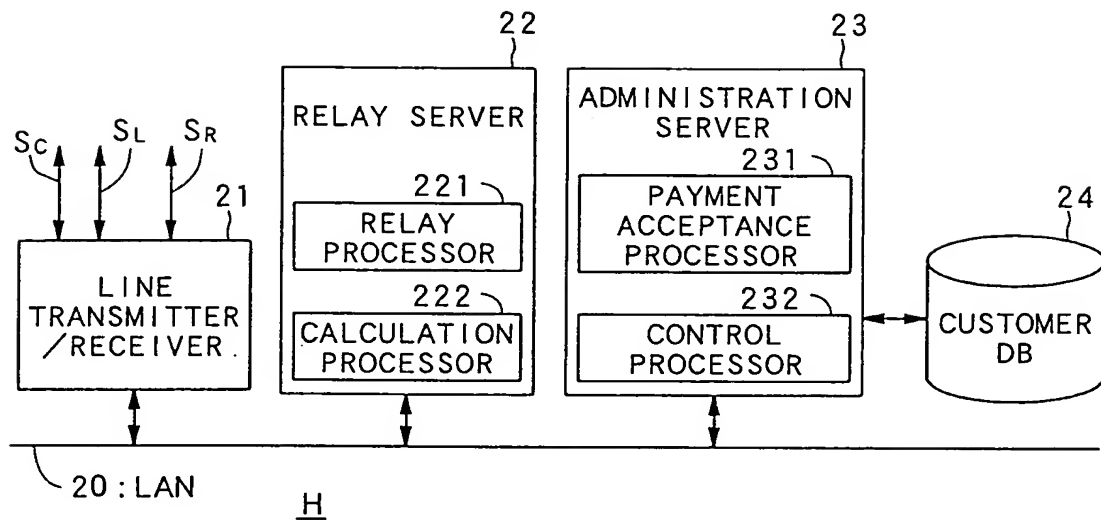 22
23
RELAY SERVER
ADMINISTRATION
SERVER
SC
SL
SR
21
221
231
24
LINE
TRANSMITTER
/RECEIVER
RELAY
PROCESSOR
PAYMENT
ACCEPTANCE
PROCESSOR
222
232
CALCULATION
PROCESSOR
CONTROL
PROCESSOR
CUSTOMER
DB
20:LAN
H